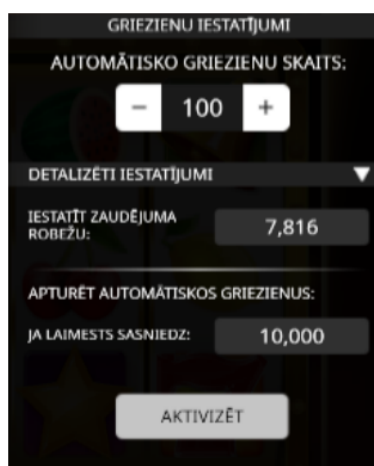 GRIEZIENU IESTATĪJUMI
AUTOMĀTISKO GRIEZIENU SKAITS:
− 100 +
DETALIZĒTI IESTATĪJUMI
IESTATĪT ZAUDĒJUMA
ROBEŽU:
7,816
APTURĒT AUTOMĀTISKOS GRIEZIENUS:
JA LAIMESTS SASNIEDZ: 10,000
AKTIVIZĒT